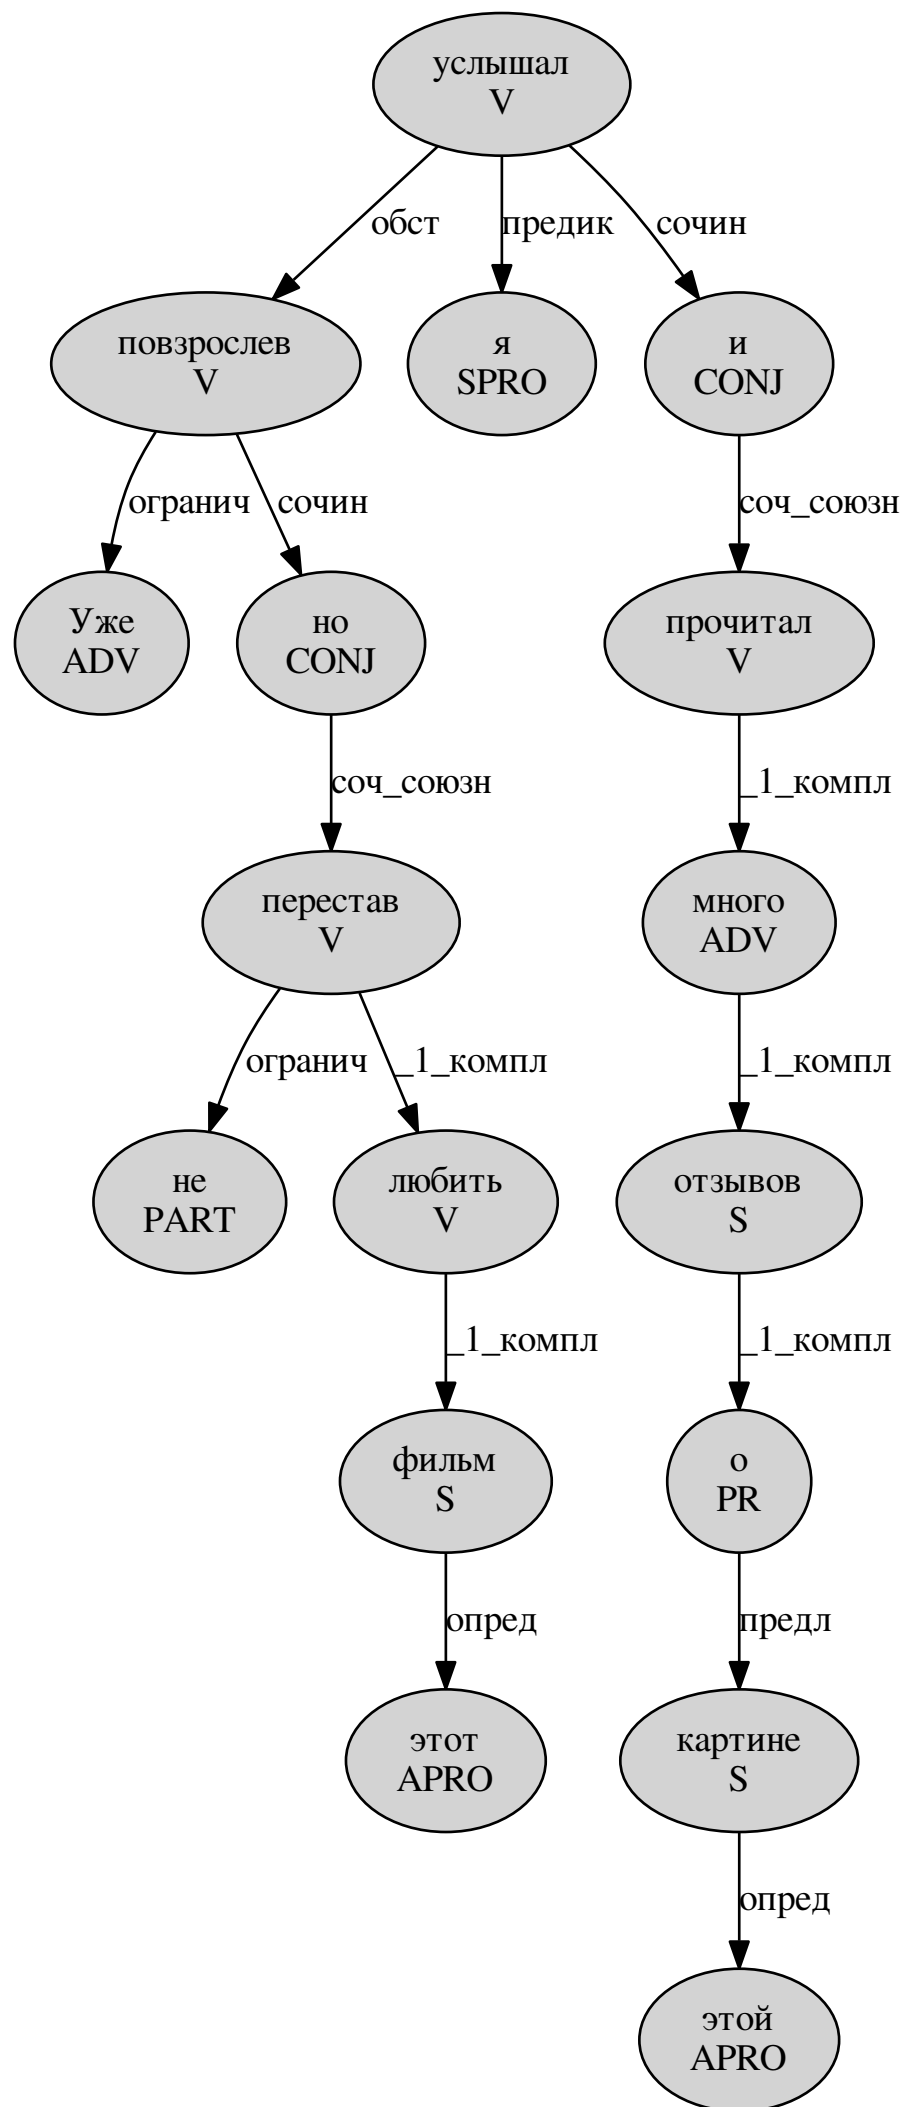 услышал
V
обст
предик
сочин
повзрослев
V
я
SPRO
и
CONJ
огранич
сочин
соч_союзн
Уже
ADV
но
CONJ
прочитал
V
соч_союзн
_1_компл
перестав
V
много
ADV
огранич
_1_компл
_1_компл
не
PART
любить
V
отзывов
S
_1_компл
_1_компл
фильм
S
о
PR
опред
предл
этот
APRO
картине
S
опред
этой
APRO